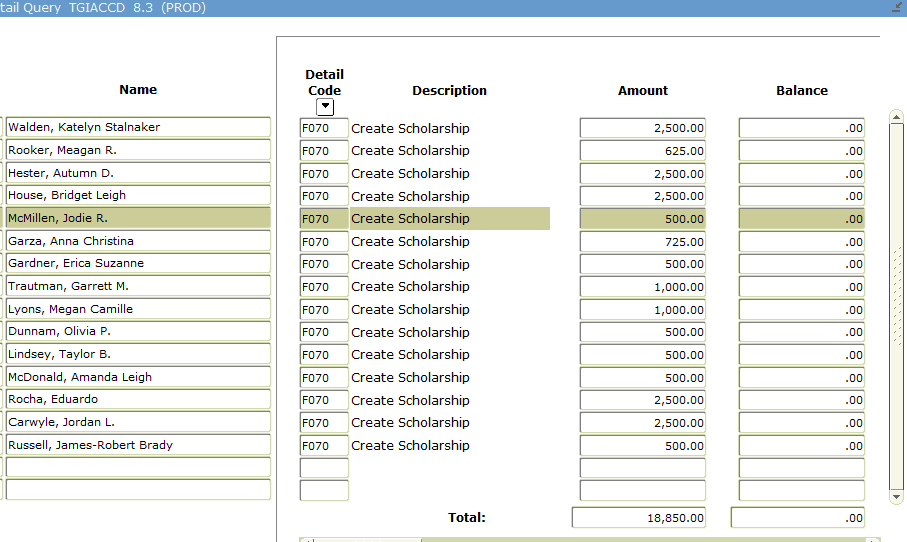 tail Query TGIACCD 8.3 (PROD)
Name Detail Code Description Amount Balance
Walden, Katelyn Stalnaker F070 Create Scholarship 2,500.00 .00
Rooker, Meagan R. F070 Create Scholarship 625.00 .00
Hester, Autumn D. F070 Create Scholarship 2,500.00 .00
House, Bridget Leigh F070 Create Scholarship 2,500.00 .00
McMillen, Jodie R. F070 Create Scholarship 500.00 .00
Garza, Anna Christina F070 Create Scholarship 725.00 .00
Gardner, Erica Suzanne F070 Create Scholarship 500.00 .00
Trautman, Garrett M. F070 Create Scholarship 1,000.00 .00
Lyons, Megan Camille F070 Create Scholarship 1,000.00 .00
Dunnam, Olivia P. F070 Create Scholarship 500.00 .00
Lindsey, Taylor B. F070 Create Scholarship 500.00 .00
McDonald, Amanda Leigh F070 Create Scholarship 500.00 .00
Rocha, Eduardo F070 Create Scholarship 2,500.00 .00
Carwyle, Jordan L. F070 Create Scholarship 2,500.00 .00
Russell, James-Robert Brady F070 Create Scholarship 500.00 .00
Total: 18,850.00 .00